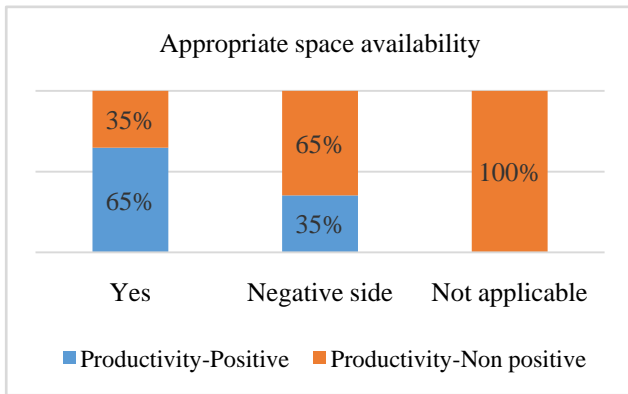 Appropriate space availability
35% 65% 100%
65% 35%
Yes Negative side Not applicable
Productivity-Positive Productivity-Non positive